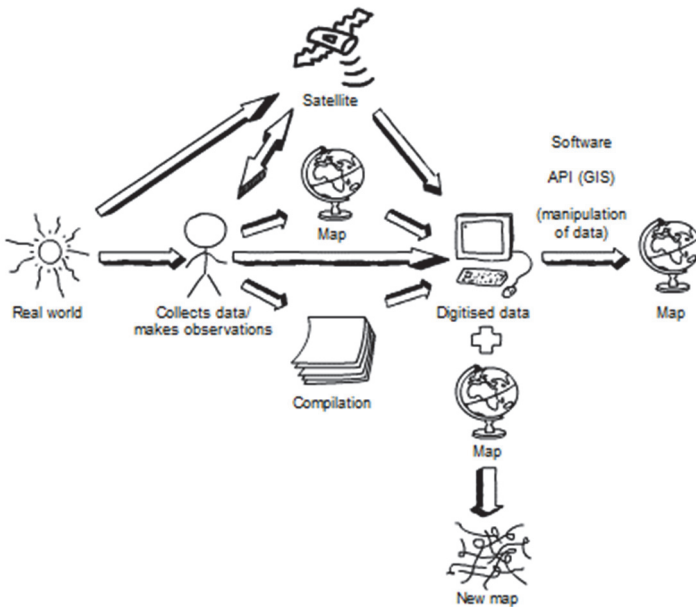 Satellite
Software
API (GIS)
(manipulation
of data)
Map
Real world
Collects data/
makes observations
Digitised data
Map
Compilation
Map
New map